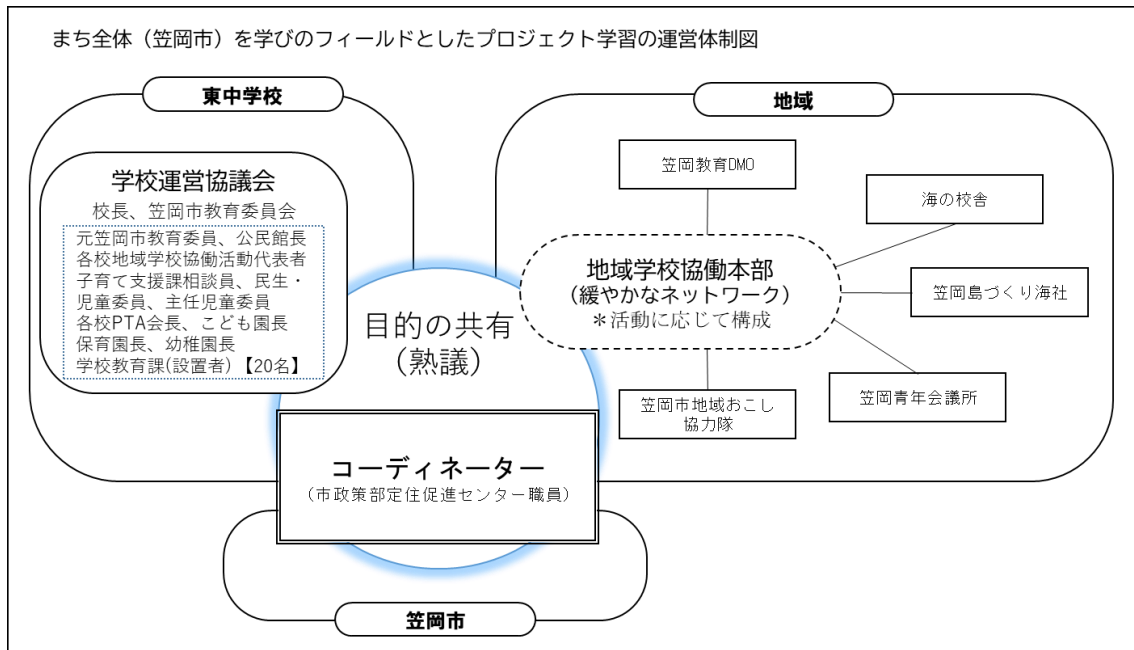 まち全体（笠岡市）を学びのフィールドとしたプロジェクト学習の運営体制図
東中学校
学校運営協議会
校長、笠岡市教育委員会
元笠岡市教育委員、公民館長
各校地域学校協働活動代表者
子育て支援課相談員、民生・
児童委員、主任児童委員
各校PTA会長、こども園長
保育園長、幼稚園長
学校教育課(設置者)【20名】
目的の共有
（熟議）
コーディネーター
（市政策部定住促進センター職員）
笠岡市
地域
笠岡教育DMO
海の校舎
地域学校協働本部
（緩やかなネットワーク）
＊活動に応じて構成
笠岡島づくり海社
笠岡青年会議所
笠岡市地域おこし
協力隊